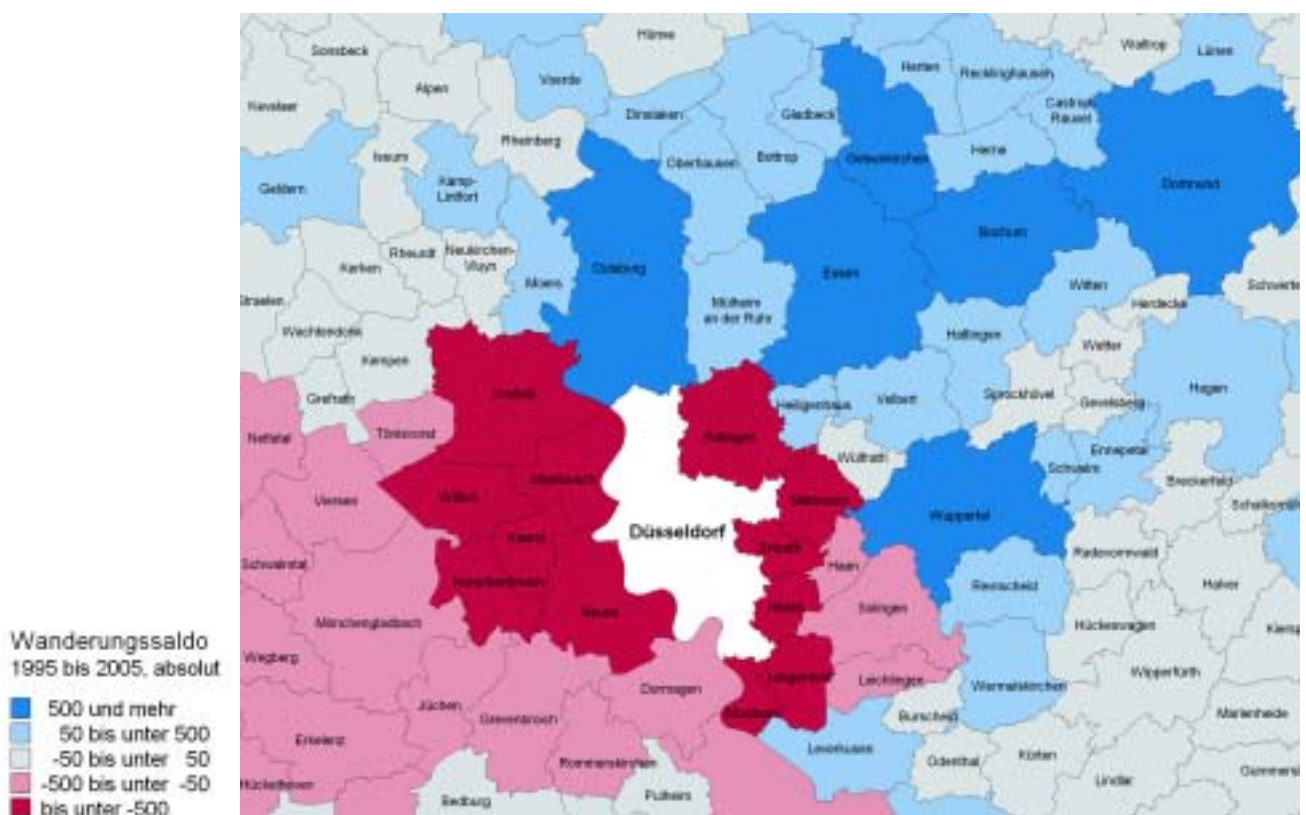 Hünxe
Waltrop
Lünen
Sonsbeck
Voerde
Herten
Recklinghausen
Alpen
Kevelaer
Dinslaken
Gladbeck
Castrop-
Rauxel
Rheinberg
Issum
Oberhausen
Bottrop
Gelsenkirchen
Herne
Geldern
Kamp-
Lintfort
Dortmund
Bochum
Rheurdt
Neukirchen-
Vluyn
Kerken
Duisburg
Essen
Moers
Witten
Schwerte
Straelen
Herdecke
Mülheim
an der Ruhr
Wachtendonk
Hattingen
Wetter
Kempen
Hagen
Krefeld
Sprockhövel
Grefrath
Heiligenhaus
Velbert
Gevelsberg
Tönisvorst
Nettetal
Ratingen
Wülfrath
Ennepetal
Schwelm
Breckerfeld
Meerbusch
Viersen
Willich
Mettmann
Wuppertal
Düsseldorf
Kaarst
Erkrath
Radevormwald
Schwalmtal
Haan
Korschenbroich
Remscheid
Halver
Neuss
Hilden
Solingen
Mönchengladbach
Hückeswagen
Wanderungssaldo
1995 bis 2005, absolut
Wegberg
Wipperfürth
Langenfeld
Leichlingen
Dormagen
Wermelskirchen
Jüchen
Grevenbroich
Monheim
Burscheid
Marienheide
500 und mehr
50 bis unter 500
-50 bis unter 50
-500 bis unter -50
bis unter -500
Erkelenz
Leverkusen
Rommerskirchen
Odenthal
Kürten
Lindlar
Hückelhoven
Bedburg
Pulheim